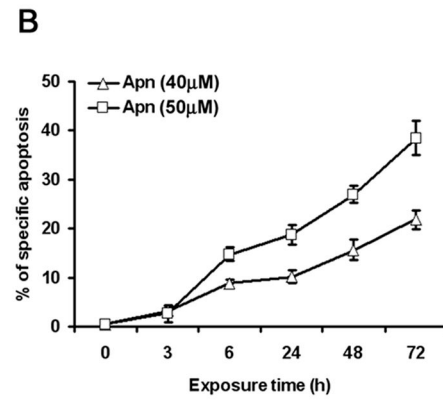 B
Apn (40μM)
Apn (50μM)
% of specific apoptosis
50
40
30
20
10
0
0 3 6 24 48 72
Exposure time (h)